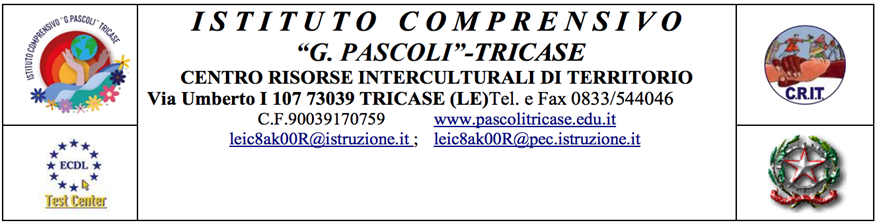 ISTITUTO COMPRENSIVO "G.PASCOLI" TRICASE
I S T I T U T O   C O M P R E N S I V O
“G. PASCOLI”-TRICASE
CENTRO RISORSE INTERCULTURALI DI TERRITORIO
Via Umberto I 107 73039 TRICASE (LE)Tel. e Fax 0833/544046
C.F.90039170759 www.pascolitricase.edu.it
leic8ak00R@istruzione.it ; leic8ak00R@pec.istruzione.it
C.R.I.T.
ECDL
Test Center